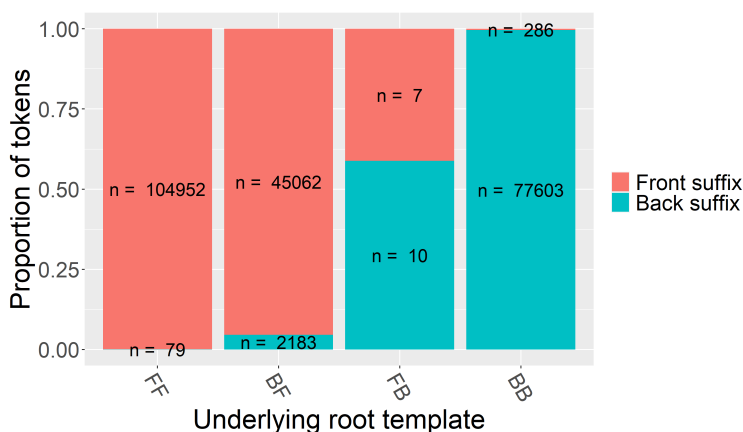 Proportion of tokens
1.00
0.75
0.50
0.25
0.00
n = 286
n = 7
n = 104952
n = 45062
n = 77603
n = 10
n = 79
n = 2183
FF
BF
FB
BB
Underlying root template
Front suffix
Back suffix